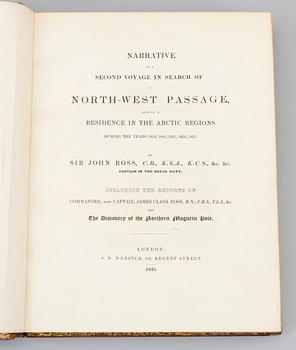 NARRATIVE
OF A
SECOND VOYAGE IN SEARCH OF
A
NORTH-WEST PASSAGE,
AND OF A
RESIDENCE IN THE ARCTIC REGIONS
DURING THE YEARS 1829, 1830, 1831, 1832, 1833.
BY
SIR JOHN ROSS, C.B., K.S.A., K.C.S., &c. &c.
CAPTAIN IN THE ROYAL NAVY.
INCLUDING THE REPORTS OF
COMMANDER, NOW CAPTAIN, JAMES CLARK ROSS, R.N., F.R.S., F.L.S., &c.
AND
The Discovery of the Northern Magnetic Pole.
LONDON:
A. W. WEBSTER, 156, REGENT STREET.
1835.